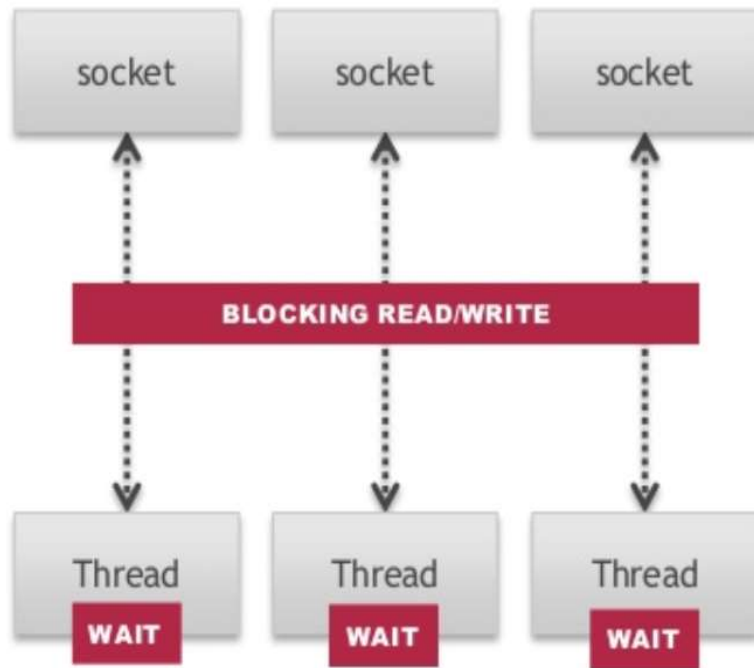 socket socket socket
BLOCKING READ/WRITE
Thread Thread Thread
WAIT WAIT WAIT